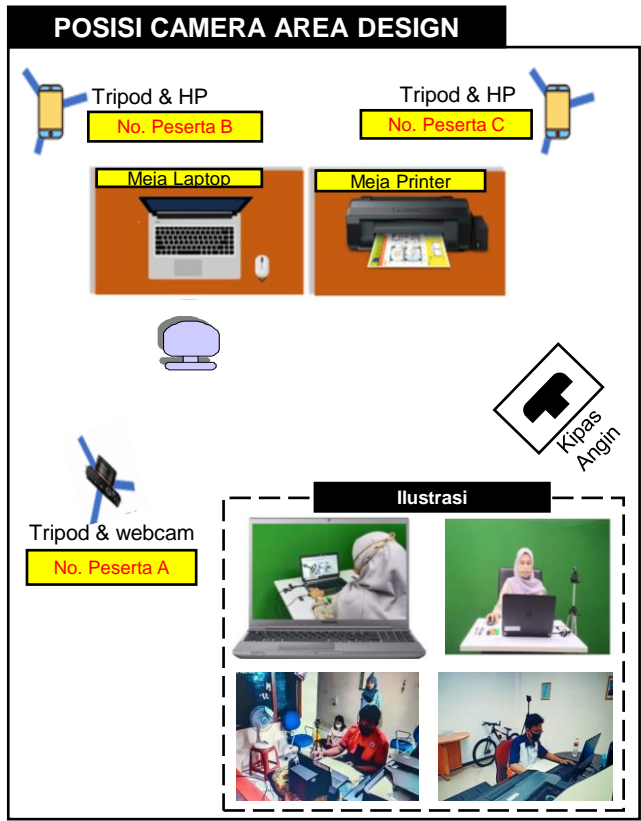 POSISI CAMERA AREA DESIGN
Tripod & HP
No. Peserta B
Tripod & HP
No. Peserta C
Meja Laptop
Meja Printer
Kipas
Angin
Tripod & webcam
No. Peserta A
Ilustrasi